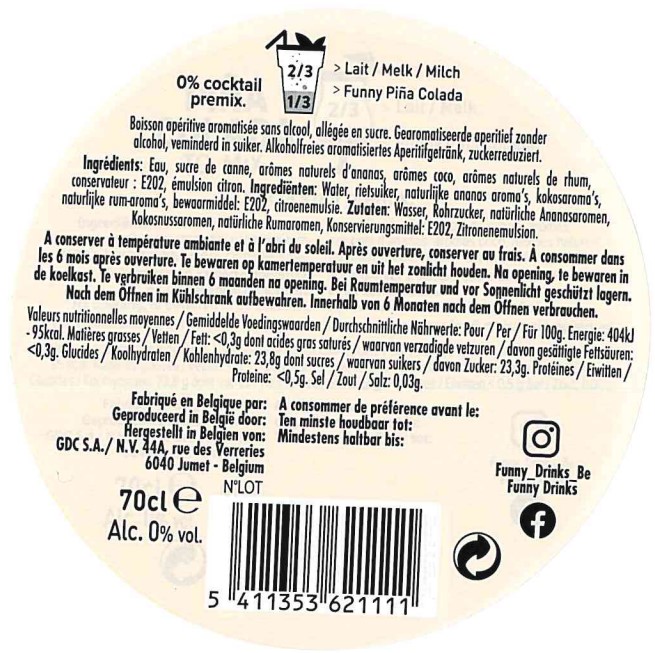 2/3 > Lait / Melk / Milch
1/3 > Funny Piña Colada
0% cocktail
premix.
Boisson apéritive aromatisée sans alcool, allégée en sucre. Gearomatiseerde aperitief zonder
alcohol, veminderd in suiker. Alkoholfreies aromatisiertes Aperitifgetränk, zuckerreduziert.
Ingrédients: Eau, sucre de canne, arômes naturels d'ananas, arômes coco, arômes naturels de rhum,
conservateur : E202, émulsion citron. Ingrediënten: Water, rietsuiker, naturlijke ananas aroma's, kokosaroma's,
naturlijke rum-aroma's, bewaarmiddel: E202, citroenemulsie. Zutaten: Wasser, Rohrzucker, natürliche Ananasaromen,
Kokosnussaromen, natürliche Rumaromen, Konservierungsmittel: E202, Zitronenemulsion.
A conserver à température ambiante et à l'abri du soleil. Après ouverture, conserver au frais. À consommer dans
les 6 mois après ouverture. Te bewaren op kamertemperatuur en uit het zonlicht houden. Na opening, te bewaren in
de koelkast. Te verbruiken binnen 6 maanden na opening. Bei Raumtemperatur und vor Sonnenlicht geschützt lagern.
Nach dem Öffnen im Kühlschrank aufbewahren. Innerhalb von 6 Monaten nach dem Öffnen verbrauchen.
Valeurs nutritionnelles moyennes / Gemiddelde Voedingswaarden / Durchschnittliche Nährwerte: Pour / Per / Für 100g. Energie: 404kJ
- 95kcal. Matières grasses / Vetten / Fett: <0,3g dont acides gras saturés / waarvan verzadigde vetzuren / davon gesättigte Fettsäuren:
<0,3g. Glucides / Koolhydraten / Kohlenhydrate: 23,8g dont sucres / waarvan suikers / davon Zucker: 23,3g. Protéines / Eiwitten /
Proteine: <0,5g. Sel / Zout / Salz: 0,03g.
Fabriqué en Belgique par:
Geproduceerd in België door:
Hergestellt in Belgien von:
GDC S.A./ N.V. 44A, rue des Verreries
6040 Jumet - Belgium
A consommer de préférence avant le:
Ten minste houdbaar tot:
Mindestens haltbar bis:
Funny_Drinks_Be
Funny Drinks
N°LOT
70cl e
Alc. 0% vol.
5 411353 621111